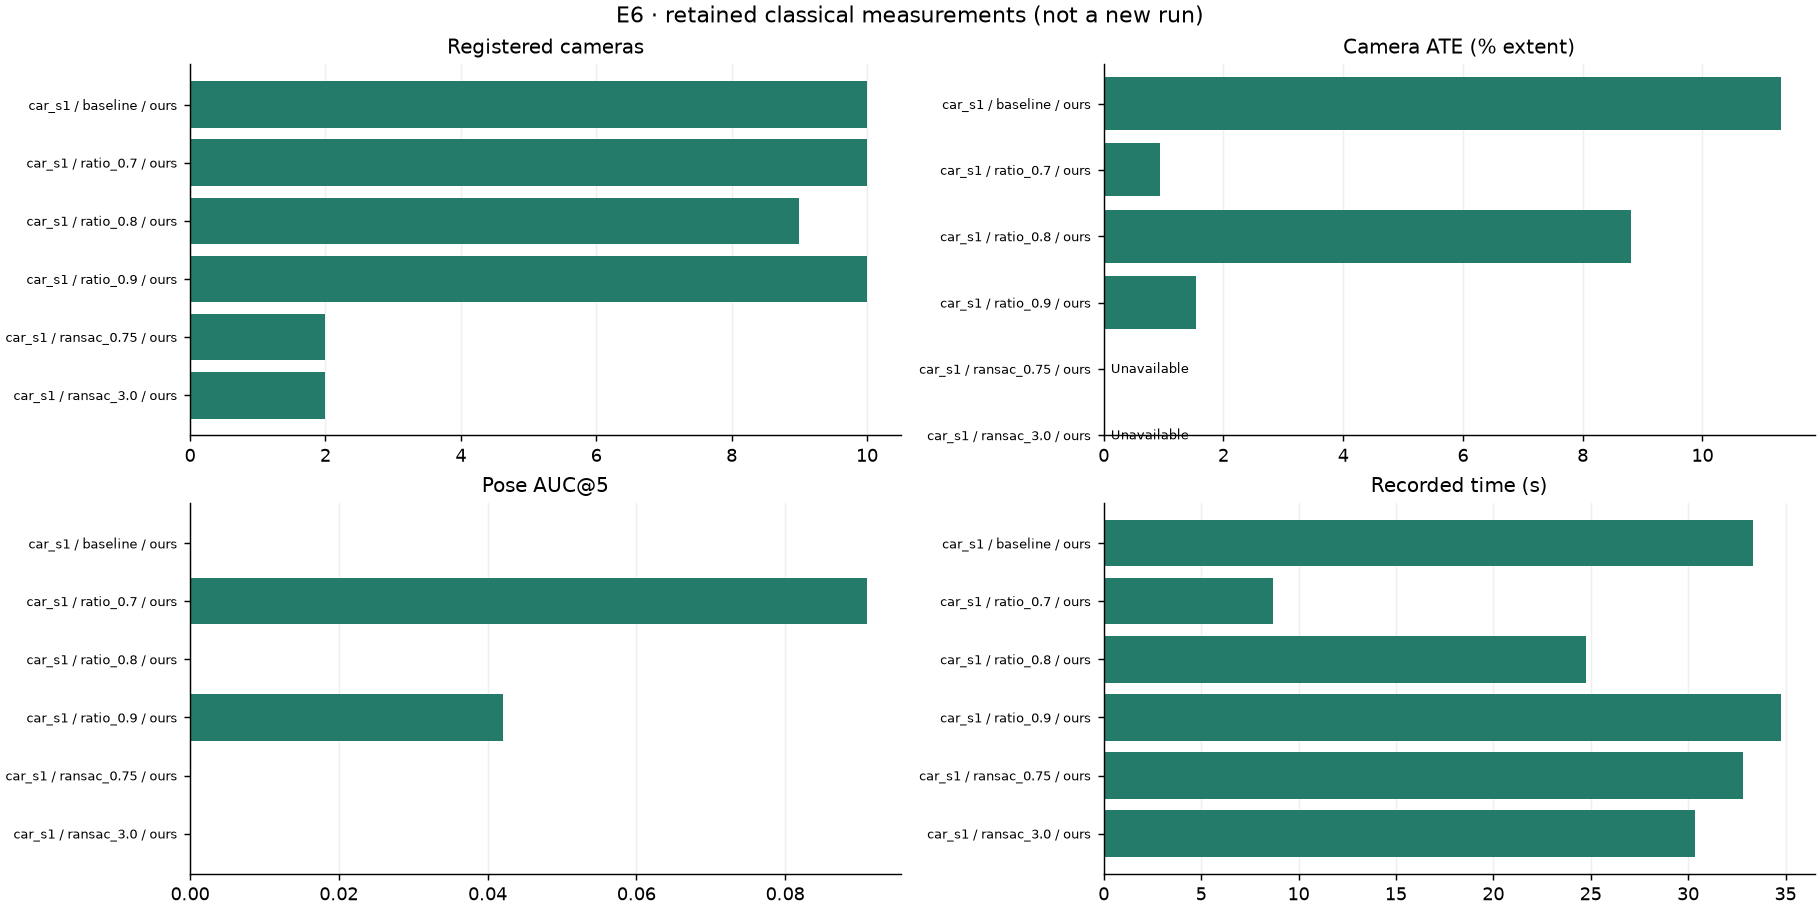 E6 · retained classical measurements (not a new run)
Registered cameras
car_s1 / baseline / ours
car_s1 / ratio_0.7 / ours
car_s1 / ratio_0.8 / ours
car_s1 / ratio_0.9 / ours
car_s1 / ransac_0.75 / ours
car_s1 / ransac_3.0 / ours
0 2 4 6 8 10
Camera ATE (% extent)
car_s1 / baseline / ours
car_s1 / ratio_0.7 / ours
car_s1 / ratio_0.8 / ours
car_s1 / ratio_0.9 / ours
car_s1 / ransac_0.75 / ours Unavailable
car_s1 / ransac_3.0 / ours Unavailable
0 2 4 6 8 10
Pose AUC@5
car_s1 / baseline / ours
car_s1 / ratio_0.7 / ours
car_s1 / ratio_0.8 / ours
car_s1 / ratio_0.9 / ours
car_s1 / ransac_0.75 / ours
car_s1 / ransac_3.0 / ours
0.00 0.02 0.04 0.06 0.08
Recorded time (s)
car_s1 / baseline / ours
car_s1 / ratio_0.7 / ours
car_s1 / ratio_0.8 / ours
car_s1 / ratio_0.9 / ours
car_s1 / ransac_0.75 / ours
car_s1 / ransac_3.0 / ours
0 5 10 15 20 25 30 35